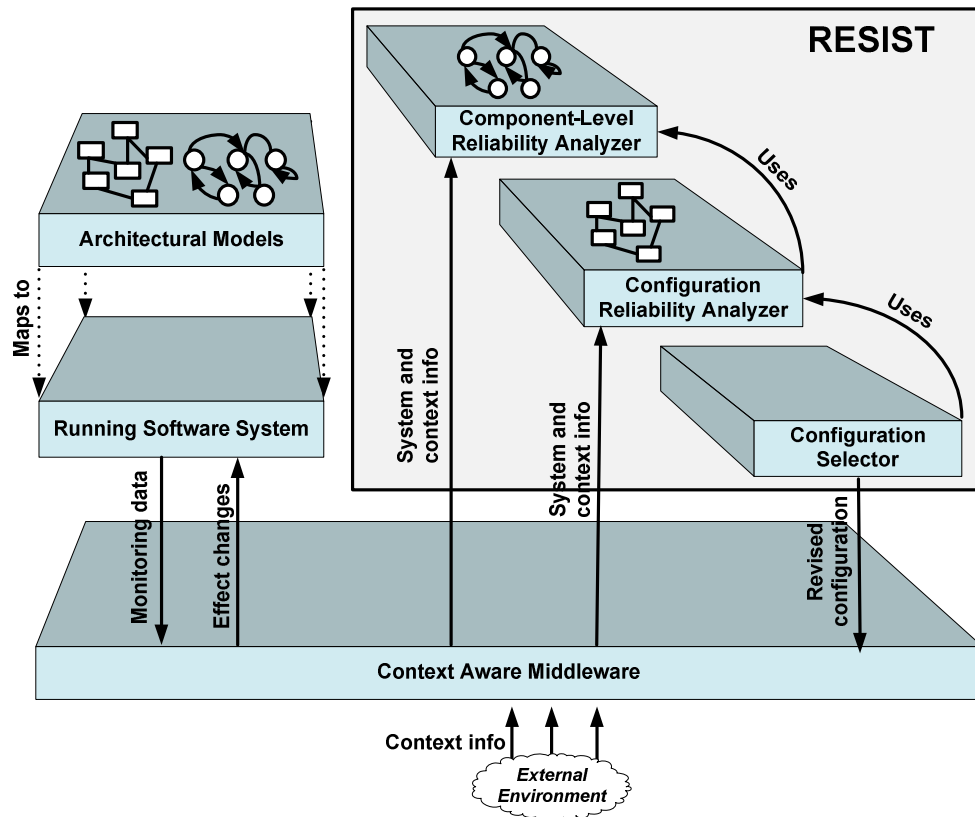 RESIST
Component-Level
Reliability Analyzer
Uses
Architectural Models
Configuration
Reliability Analyzer
Uses
Maps to
Running Software System
System and
context info
System and
context info
Configuration
Selector
Monitoring data
Effect changes
Revised
configuration
Context Aware Middleware
Context info
External
Environment